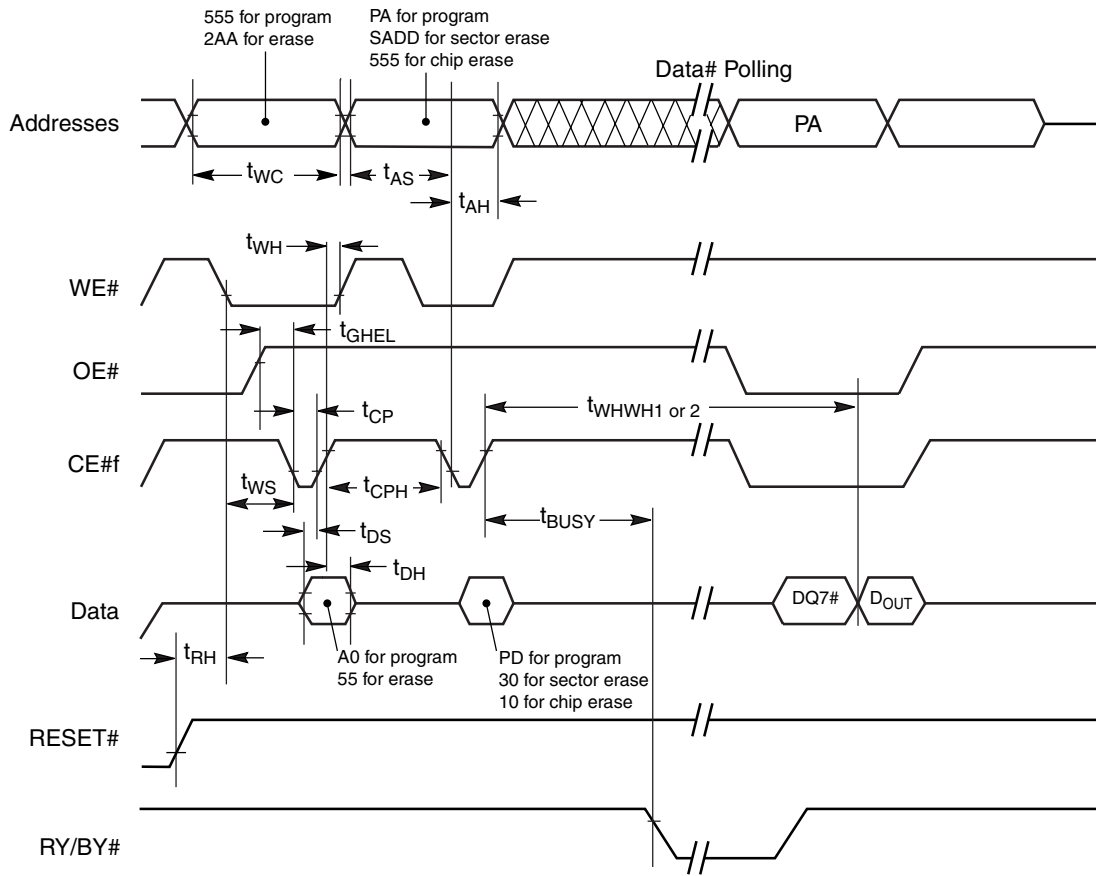 555 for program
2AA for erase
PA for program
SADD for sector erase
555 for chip erase
Data# Polling
Addresses
PA
tWC
tAS
tAH
tWH
WE#
tGHEL
OE#
tCP
tWHWH1 or 2
CE#f
tWS
tCPH
tDS
tBUSY
tDH
Data
DQ7#
DOUT
tRH
A0 for program
55 for erase
PD for program
30 for sector erase
10 for chip erase
RESET#
RY/BY#